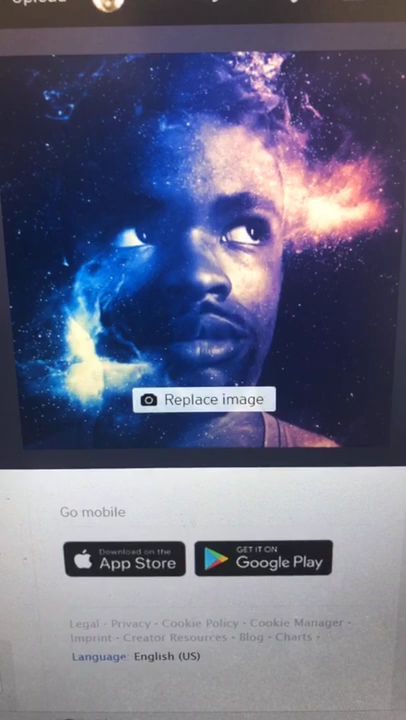 Upload
Replace image
Go mobile
Download on the
App Store
GET IT ON
Google Play
Legal - Privacy - Cookie Policy - Cookie Manager -
Imprint - Creator Resources - Blog - Charts -
Language: English (US)